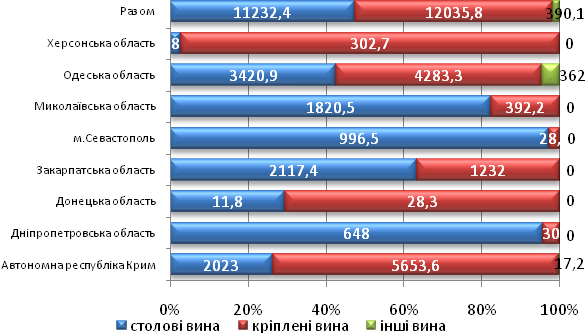 Разом 11232,4 12035,8 390,1
Херсонська область 8 302,7 0
Одеська область 3420,9 4283,3 362
Миколаївська область 1820,5 392,2 0
м.Севастополь 996,5 28, 0
Закарпатська область 2117,4 1232 0
Донецька область 11,8 28,3 0
Дніпропетровська область 648 30 0
Автономна республіка Крим 2023 5653,6 17,2
0% 20% 40% 60% 80% 100%
столові вина кріплені вина інші вина